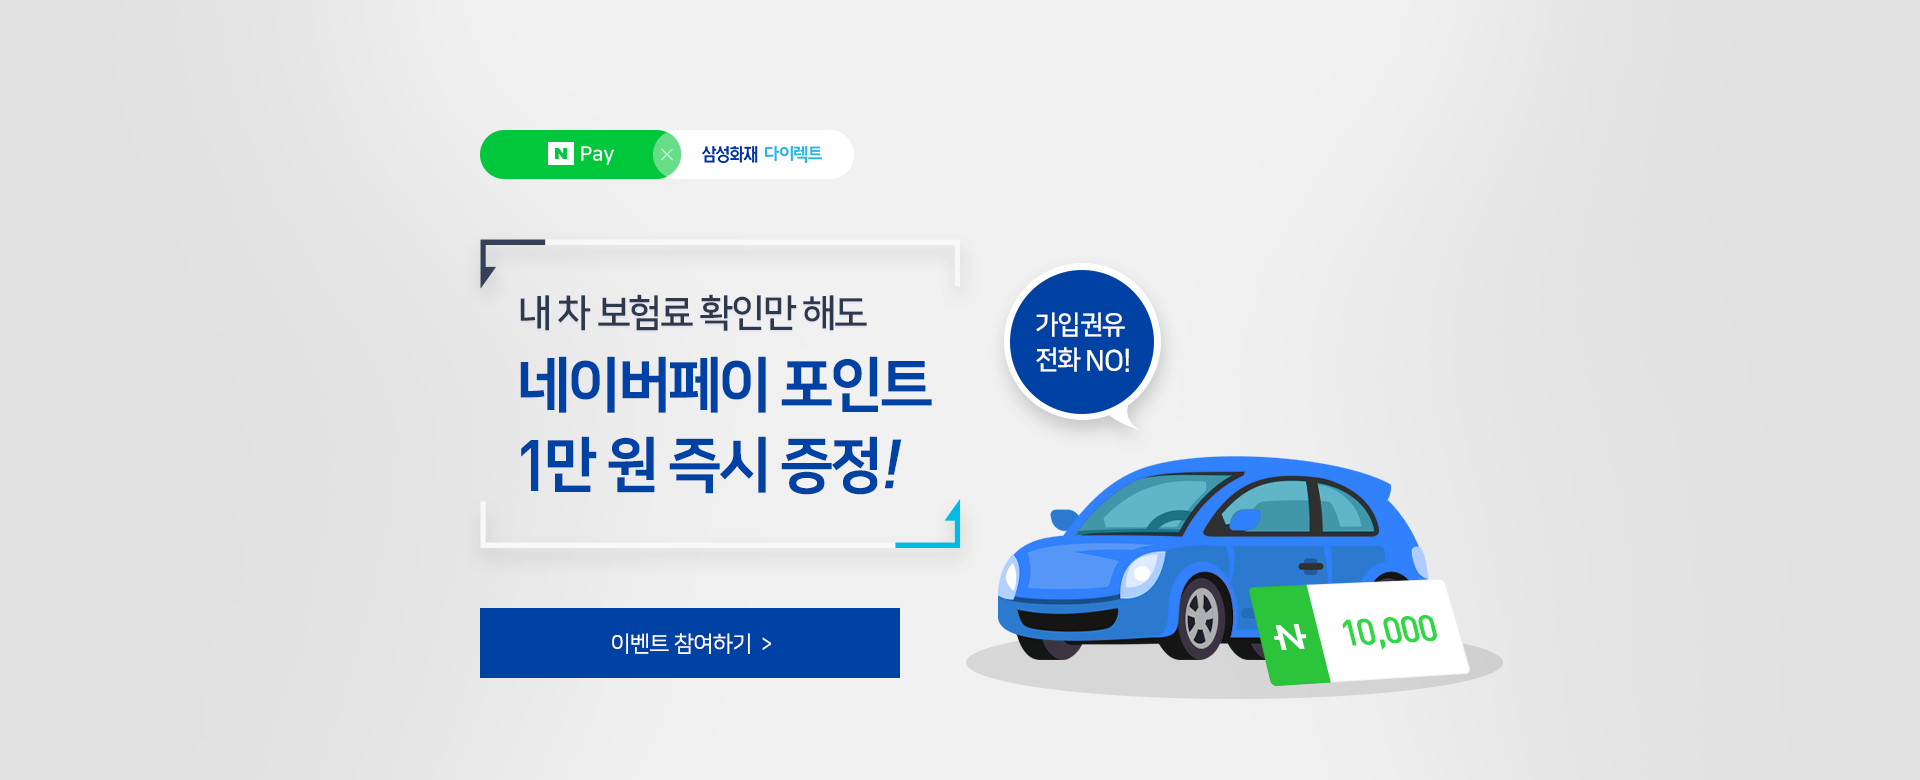 N Pay × 삼성화재 다이렉트
내 차 보험료 확인만 해도
네이버페이 포인트
1만 원 즉시 증정!
가입권유
전화 NO!
이벤트 참여하기 >
N 10,000